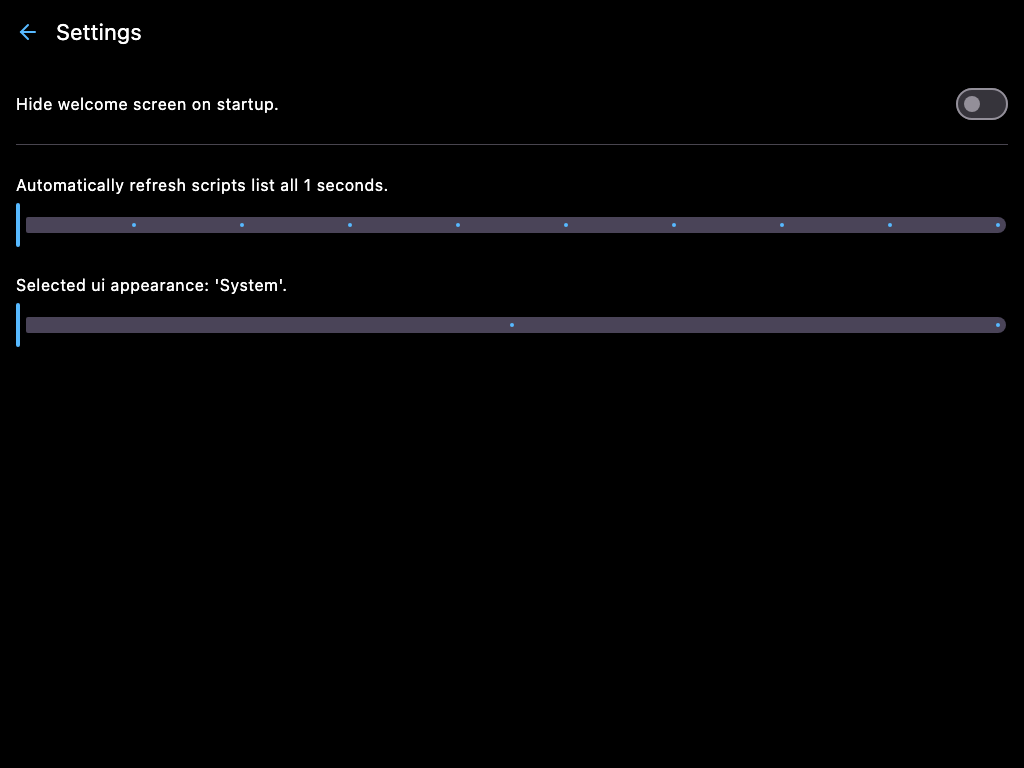 Settings
Hide welcome screen on startup.
Automatically refresh scripts list all 1 seconds.
Selected ui appearance: 'System'.